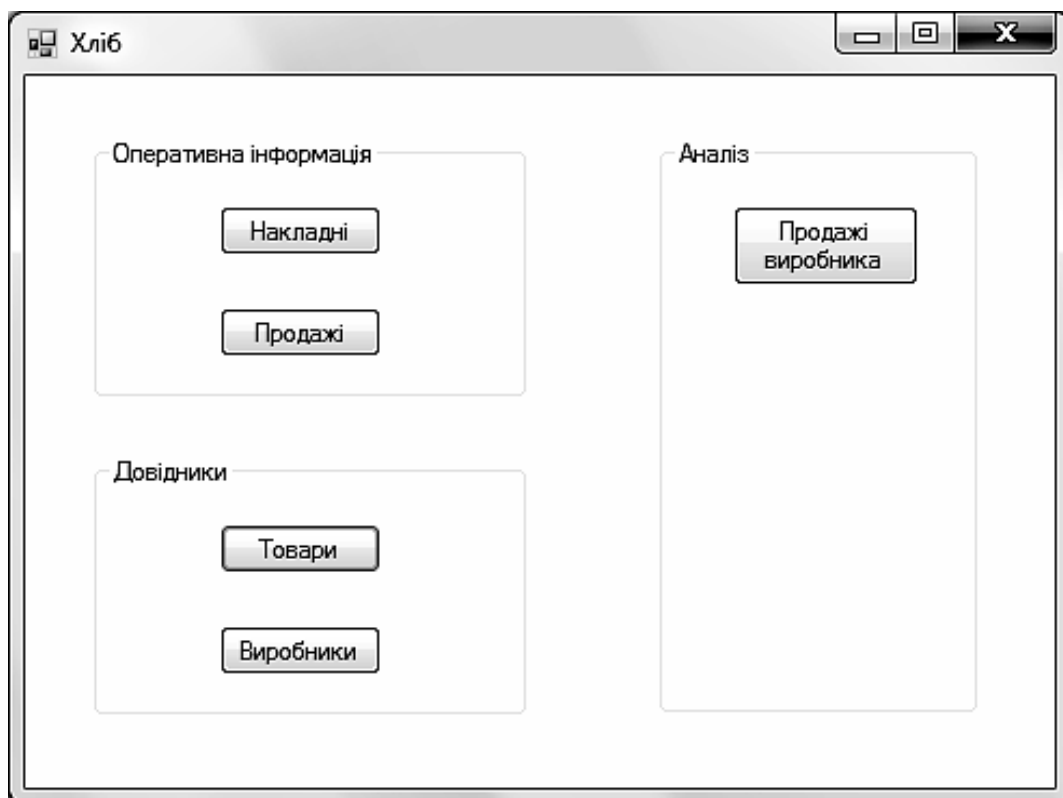 Хліб
Оперативна інформація
Накладні
Продажі
Довідники
Товари
Виробники
Аналіз
Продажі
виробника